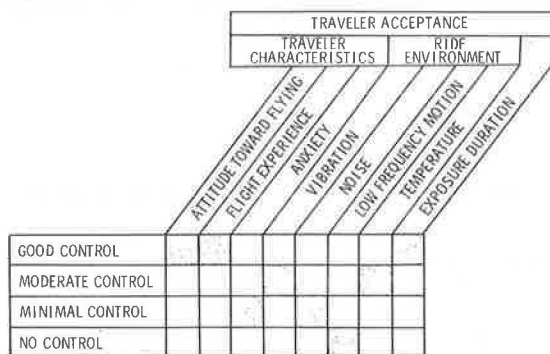 TRAVELER ACCEPTANCE
TRAVELER
CHARACTERISTICS
RIDE
ENVIRONMENT
ATTITUDE TOWARD FLYING
FLIGHT EXPERIENCE
ANXIETY
VIBRATION
NOISE
LOW FREQUENCY MOTION
TEMPERATURE
EXPOSURE DURATION
GOOD CONTROL
MODERATE CONTROL
MINIMAL CONTROL
NO CONTROL